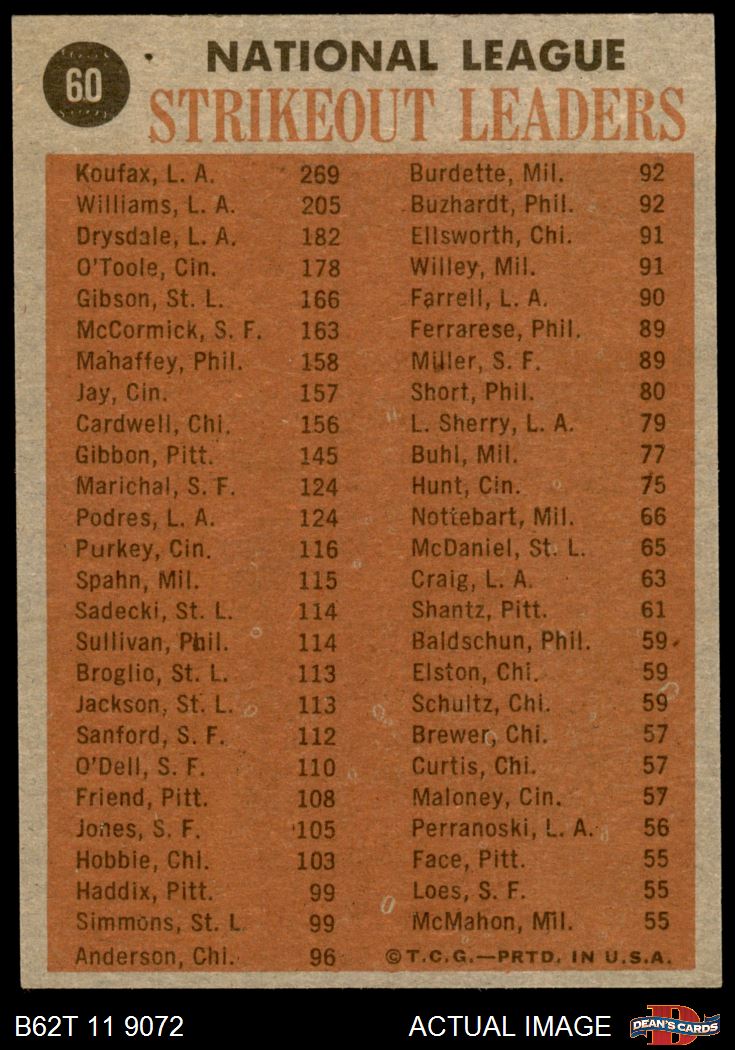 60
NATIONAL LEAGUE
STRIKEOUT LEADERS
Koufax, L. A. 269
Williams, L. A. 205
Drysdale, L. A. 182
O'Toole, Cin. 178
Gibson, St. L. 166
McCormick, S. F. 163
Mahaffey, Phil. 158
Jay, Cin. 157
Cardwell, Chi. 156
Gibbon, Pitt. 145
Marichal, S. F. 124
Podres, L. A. 124
Purkey, Cin. 116
Spahn, Mil. 115
Sadecki, St. L. 114
Sullivan, Phil. 114
Broglio, St. L. 113
Jackson, St. L. 113
Sanford, S. F. 112
O'Dell, S. F. 110
Friend, Pitt. 108
Jones, S. F. 105
Hobbie, Chi. 103
Haddix, Pitt. 99
Simmons, St. L. 99
Anderson, Chi. 96
Burdette, Mil. 92
Buzhardt, Phil. 92
Ellsworth, Chi. 91
Willey, Mil. 91
Farrell, L. A. 90
Ferrarese, Phil. 89
Miller, S. F. 89
Short, Phil. 80
L. Sherry, L. A. 79
Buhl, Mil. 77
Hunt, Cin. 75
Nottebart, Mil. 66
McDaniel, St. L. 65
Craig, L. A. 63
Shantz, Pitt. 61
Baldschun, Phil. 59
Elston, Chi. 59
Schultz, Chi. 59
Brewer, Chi. 57
Curtis, Chi. 57
Maloney, Cin. 57
Perranoski, L. A. 56
Face, Pitt. 55
Loes, S. F. 55
McMahon, Mil. 55
©T.C.G.—PRTD. IN U.S.A.
B62T 11 9072
ACTUAL IMAGE
DEAN'S CARDS